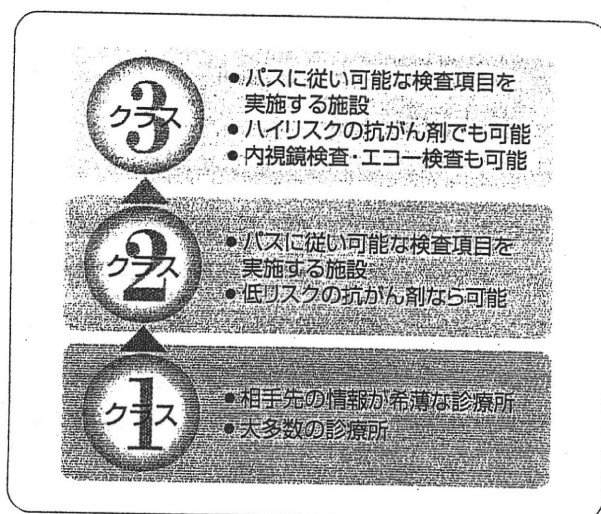 クラス3
●パスに従い可能な検査項目を
実施する施設
●ハイリスクの抗がん剤でも可能
●内視鏡検査・エコー検査も可能
クラス2
●パスに従い可能な検査項目を
実施する施設
●低リスクの抗がん剤なら可能
クラス1
●相手先の情報が希薄な診療所
●大多数の診療所